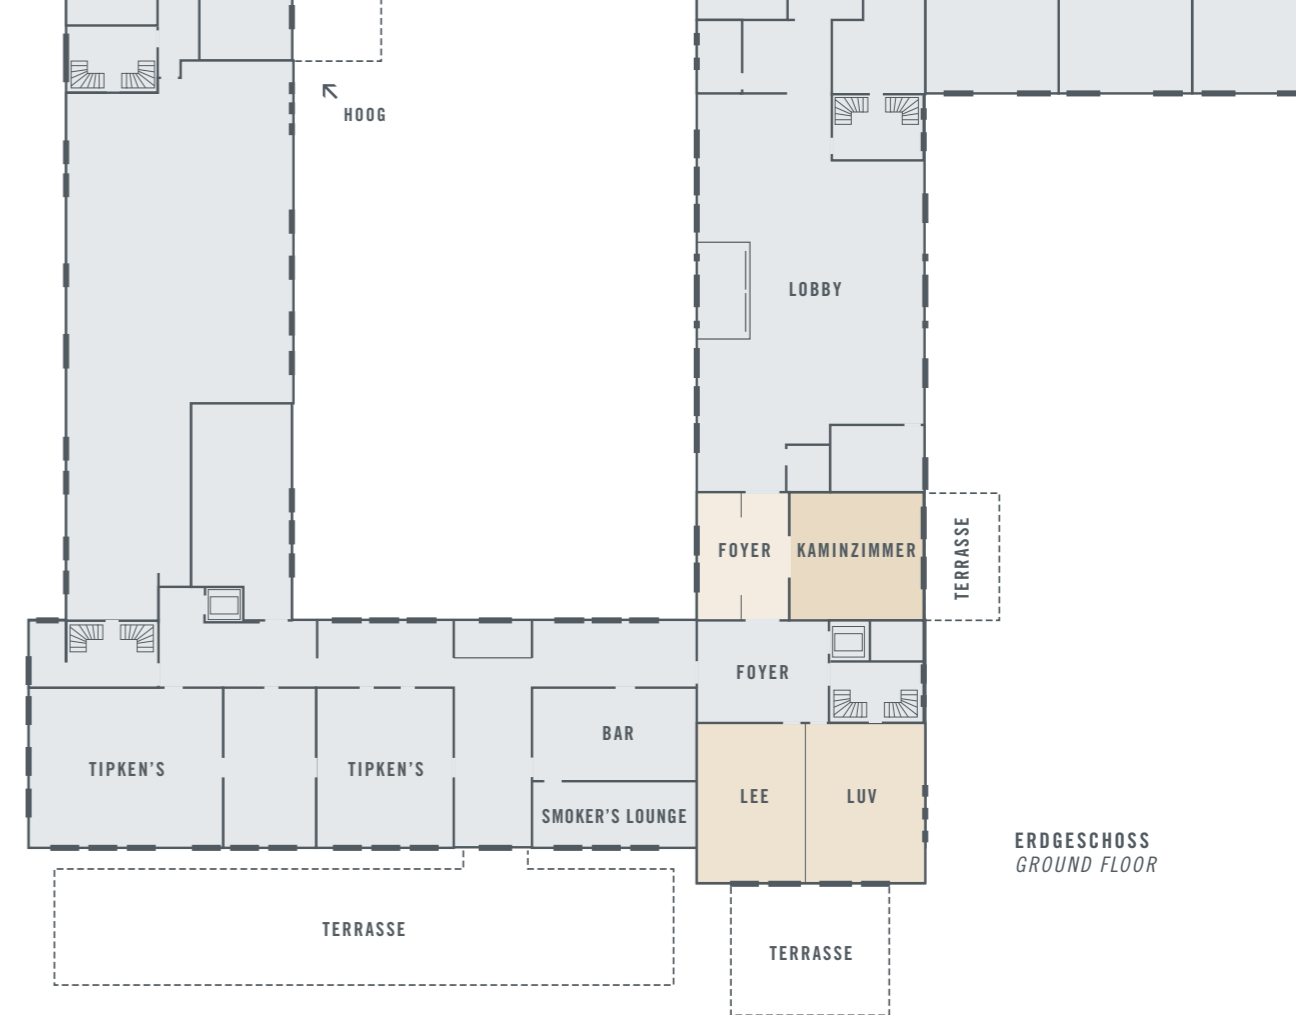 HOOG
LOBBY
FOYER
KAMINZIMMER
TERRASSE
FOYER
BAR
TIPKEN'S
TIPKEN'S
LEE
LUV
SMOKER'S LOUNGE
ERDGESCHOSS
GROUND FLOOR
TERRASSE
TERRASSE